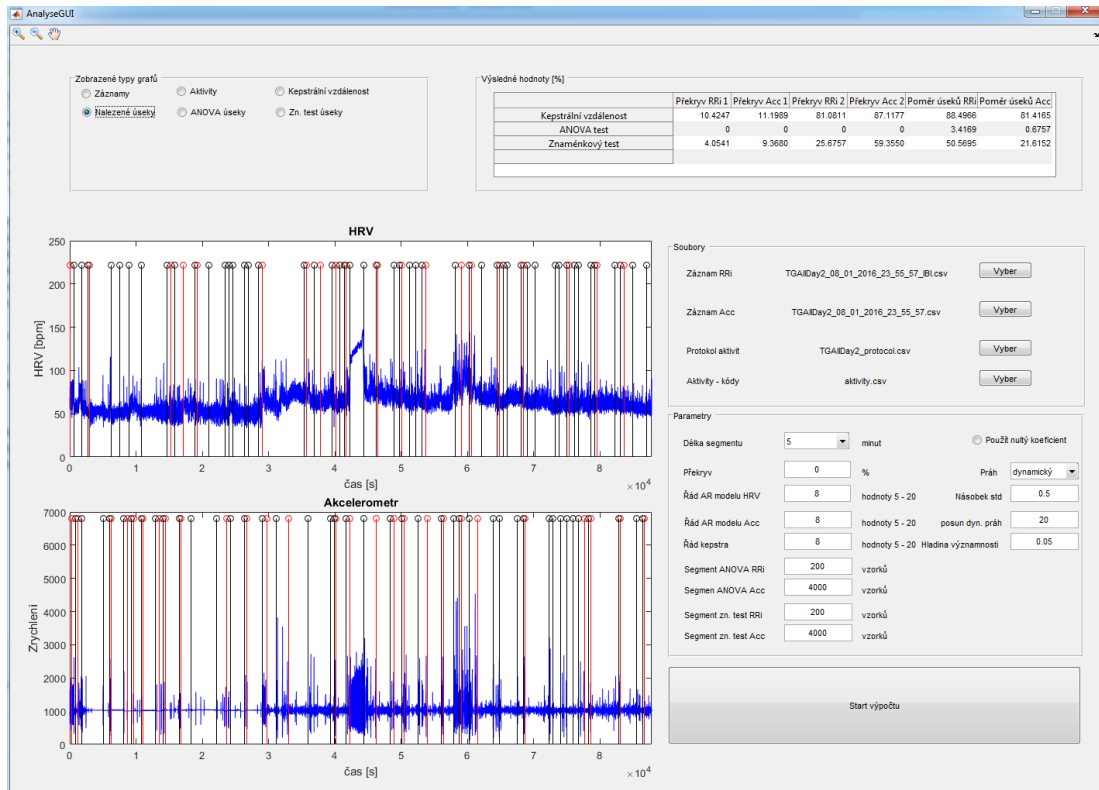 AnalyseGUI
Zobrazené typy grafů
Záznamy Aktivity Kepstrální vzdálenost
Nalezené úseky ANOVA úseky Zn. test úseky
Výsledné hodnoty [%]
Překryv RRi 1 Překryv Acc 1 Překryv RRi 2 Překryv Acc 2 Poměr úseků RRi Poměr úseků Acc
Kepstrální vzdálenost 10.4247 11.1989 81.0811 87.1177 88.4966 81.4165
ANOVA test 0 0 0 0 3.4169 0.6757
Znaménkový test 4.0541 9.3680 25.6757 59.3550 50.5695 21.6152
HRV
250
200
150
100
50
0
HRV [bpm]
0 1 2 3 4 5 6 7 8
čas [s]
× 10^4
Akcelerometr
7000
6000
5000
4000
3000
2000
1000
0
Zrychlení
0 1 2 3 4 5 6 7 8
čas [s]
× 10^4
Soubory
Záznam RRi TGAllDay2_08_01_2016_23_55_57_IBI.csv Vyber
Záznam Acc TGAllDay2_08_01_2016_23_55_57.csv Vyber
Protokol aktivit TGAllDay2_protocol.csv Vyber
Aktivity - kódy aktivity.csv Vyber
Parametry
Délka segmentu 5 minut Použít nultý koeficient
Překryv 0 % Práh dynamický
Řád AR modelu HRV 8 hodnoty 5 - 20 Násobek std 0.5
Řád AR modelu Acc 8 hodnoty 5 - 20 posun dyn. práh 20
Řád kepstra 8 hodnoty 5 - 20 Hladina významnosti 0.05
Segment ANOVA RRi 200 vzorků
Segmen ANOVA Acc 4000 vzorků
Segment zn. test RRi 200 vzorků
Segment zn. test Acc 4000 vzorků
Start výpočtu